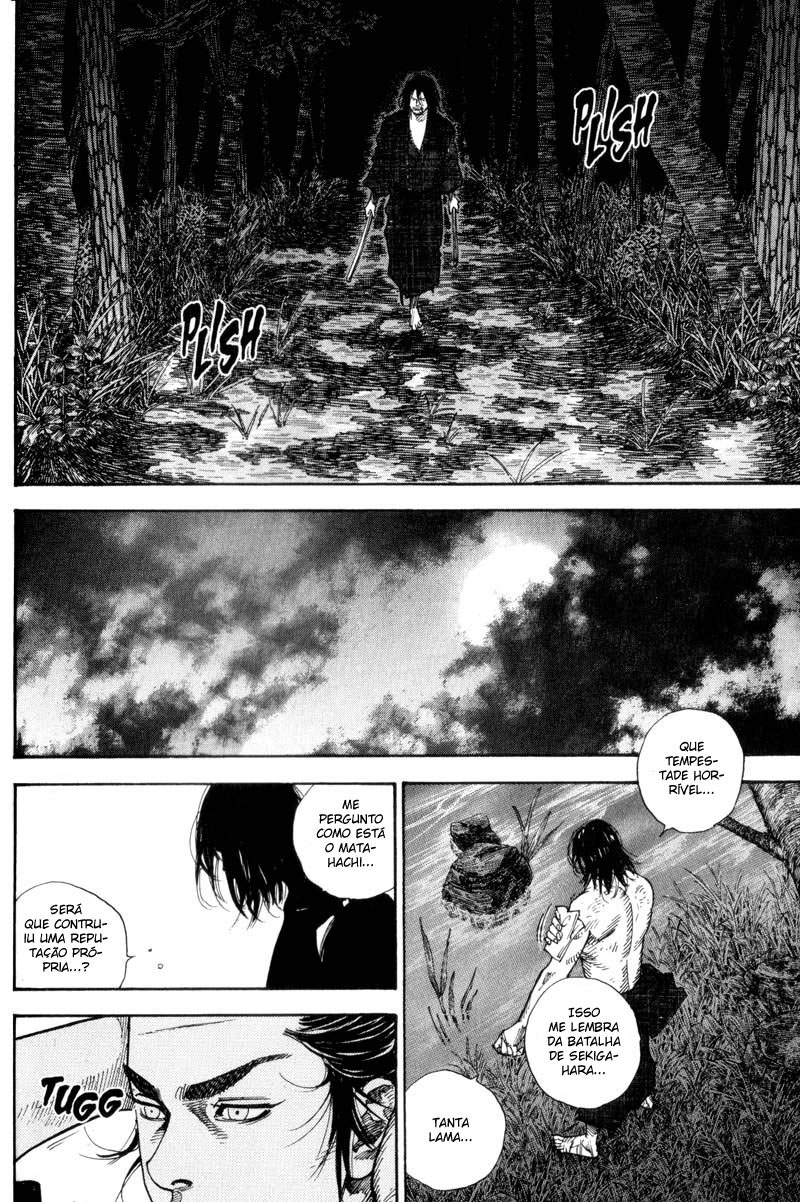 PLISH
PLISH
QUE
TEMPES-
TADE HOR-
RÍVEL...
ISSO
ME LEMBRA
DA BATALHA
DE SEKIGA-
HARA...
TANTA
LAMA...
ME
PERGUNTO
COMO ESTÁ
O MATA-
HACHI...
SERÁ
QUE CONTRU-
IU UMA REPU-
TAÇÃO PRÓ-
PRIA...?
TUGG